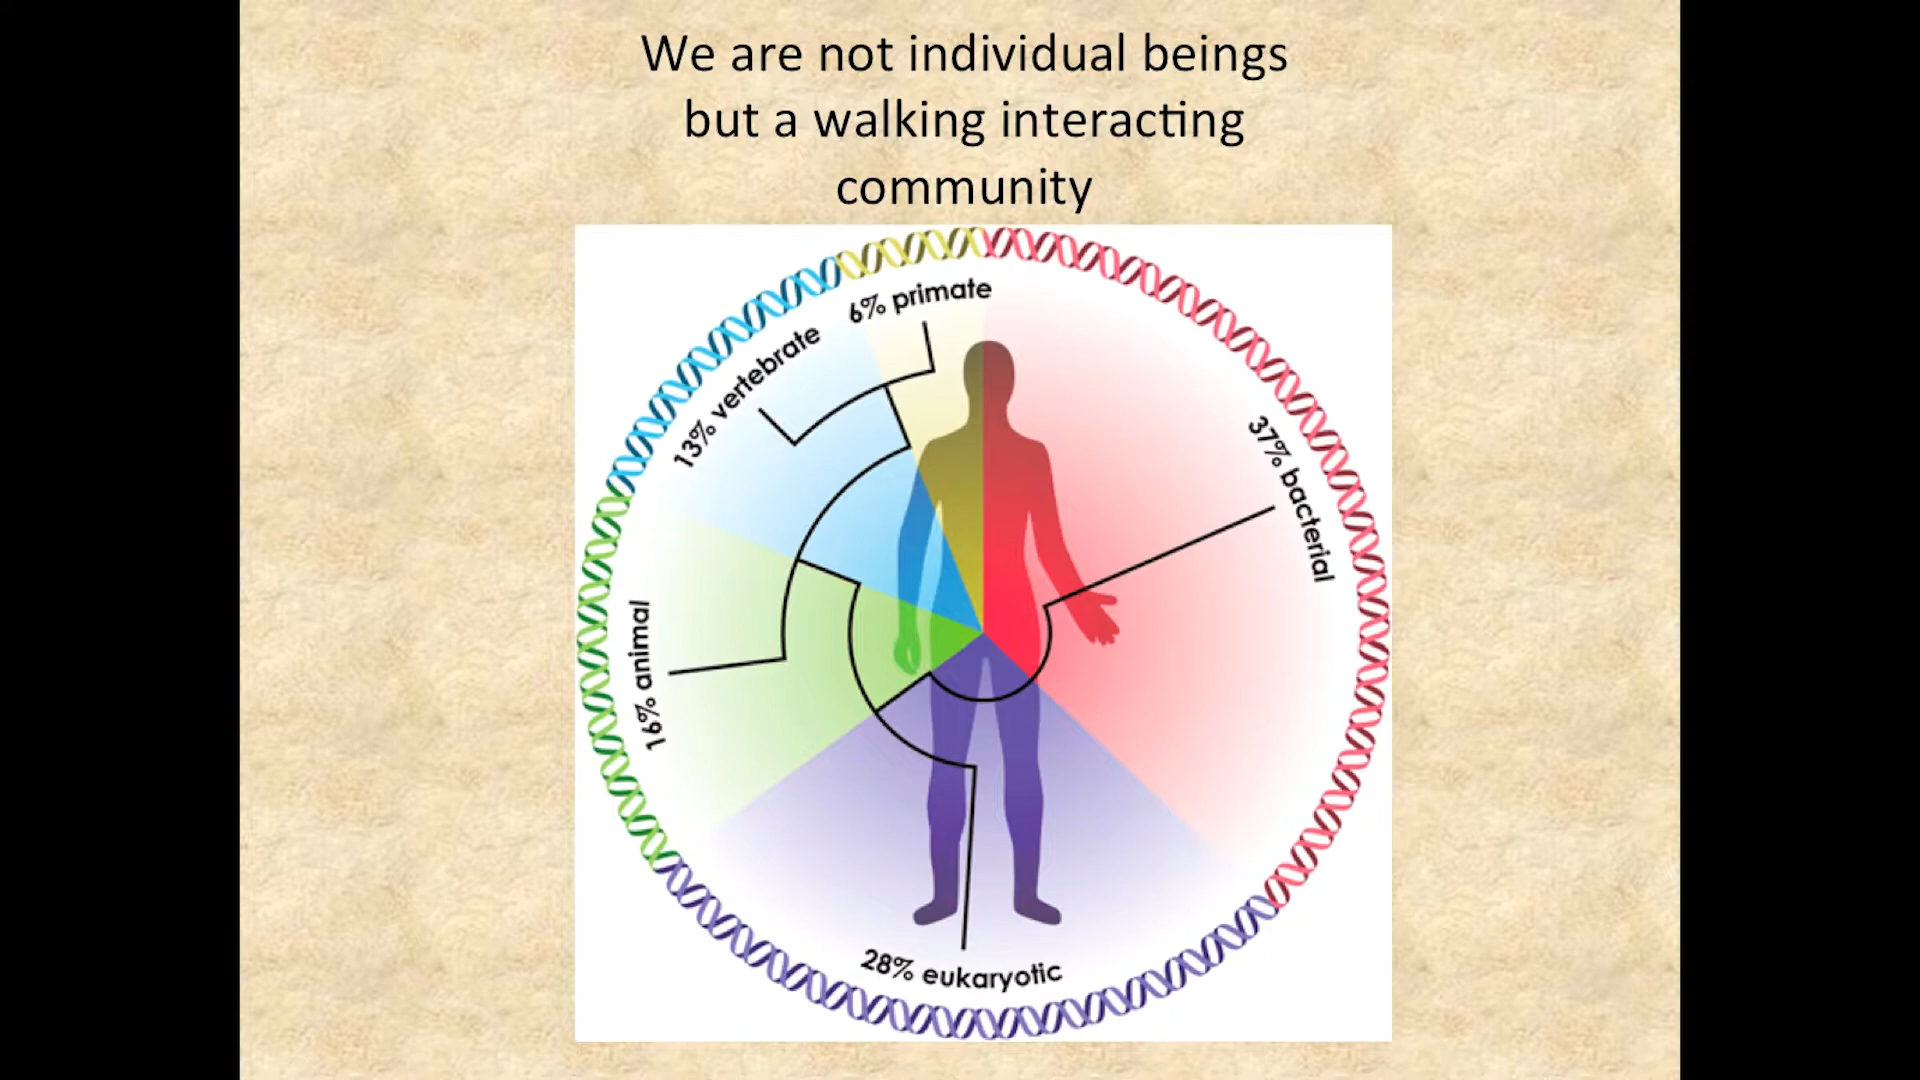 We are not individual beings
but a walking interacting
community
6% primate
13% vertebrate
37% bacterial
16% animal
28% eukaryotic